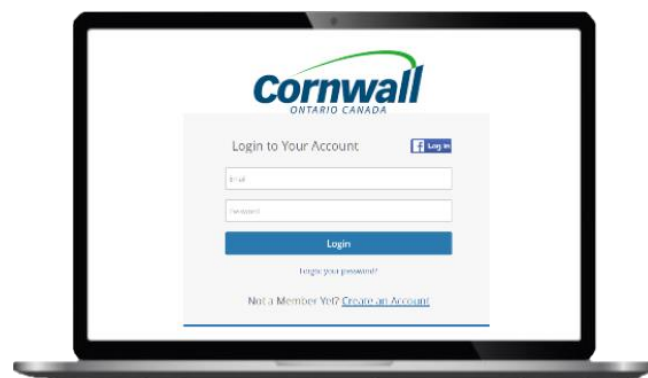 Cornwall
ONTARIO CANADA
Login to Your Account
f Log in
Email
Password
Login
Forgot your password?
Not a Member Yet? Create an Account